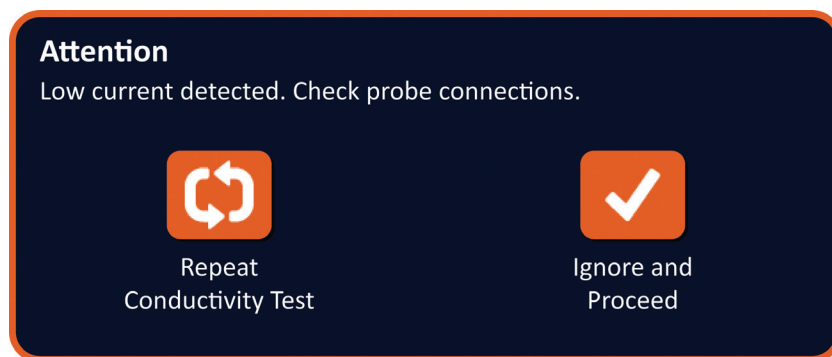 Attention
Low current detected. Check probe connections.
Repeat
Conductivity Test
Ignore and
Proceed